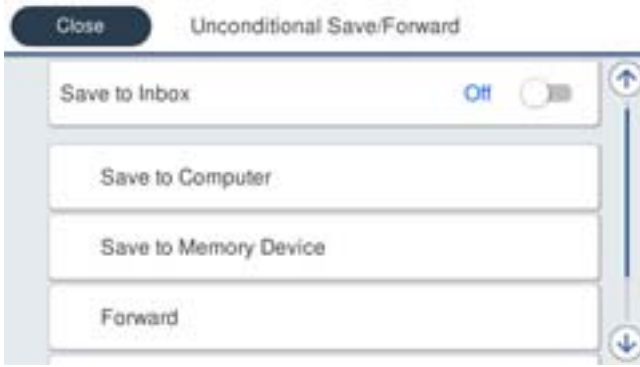 Close Unconditional Save/Forward
Save to Inbox Off
Save to Computer
Save to Memory Device
Forward